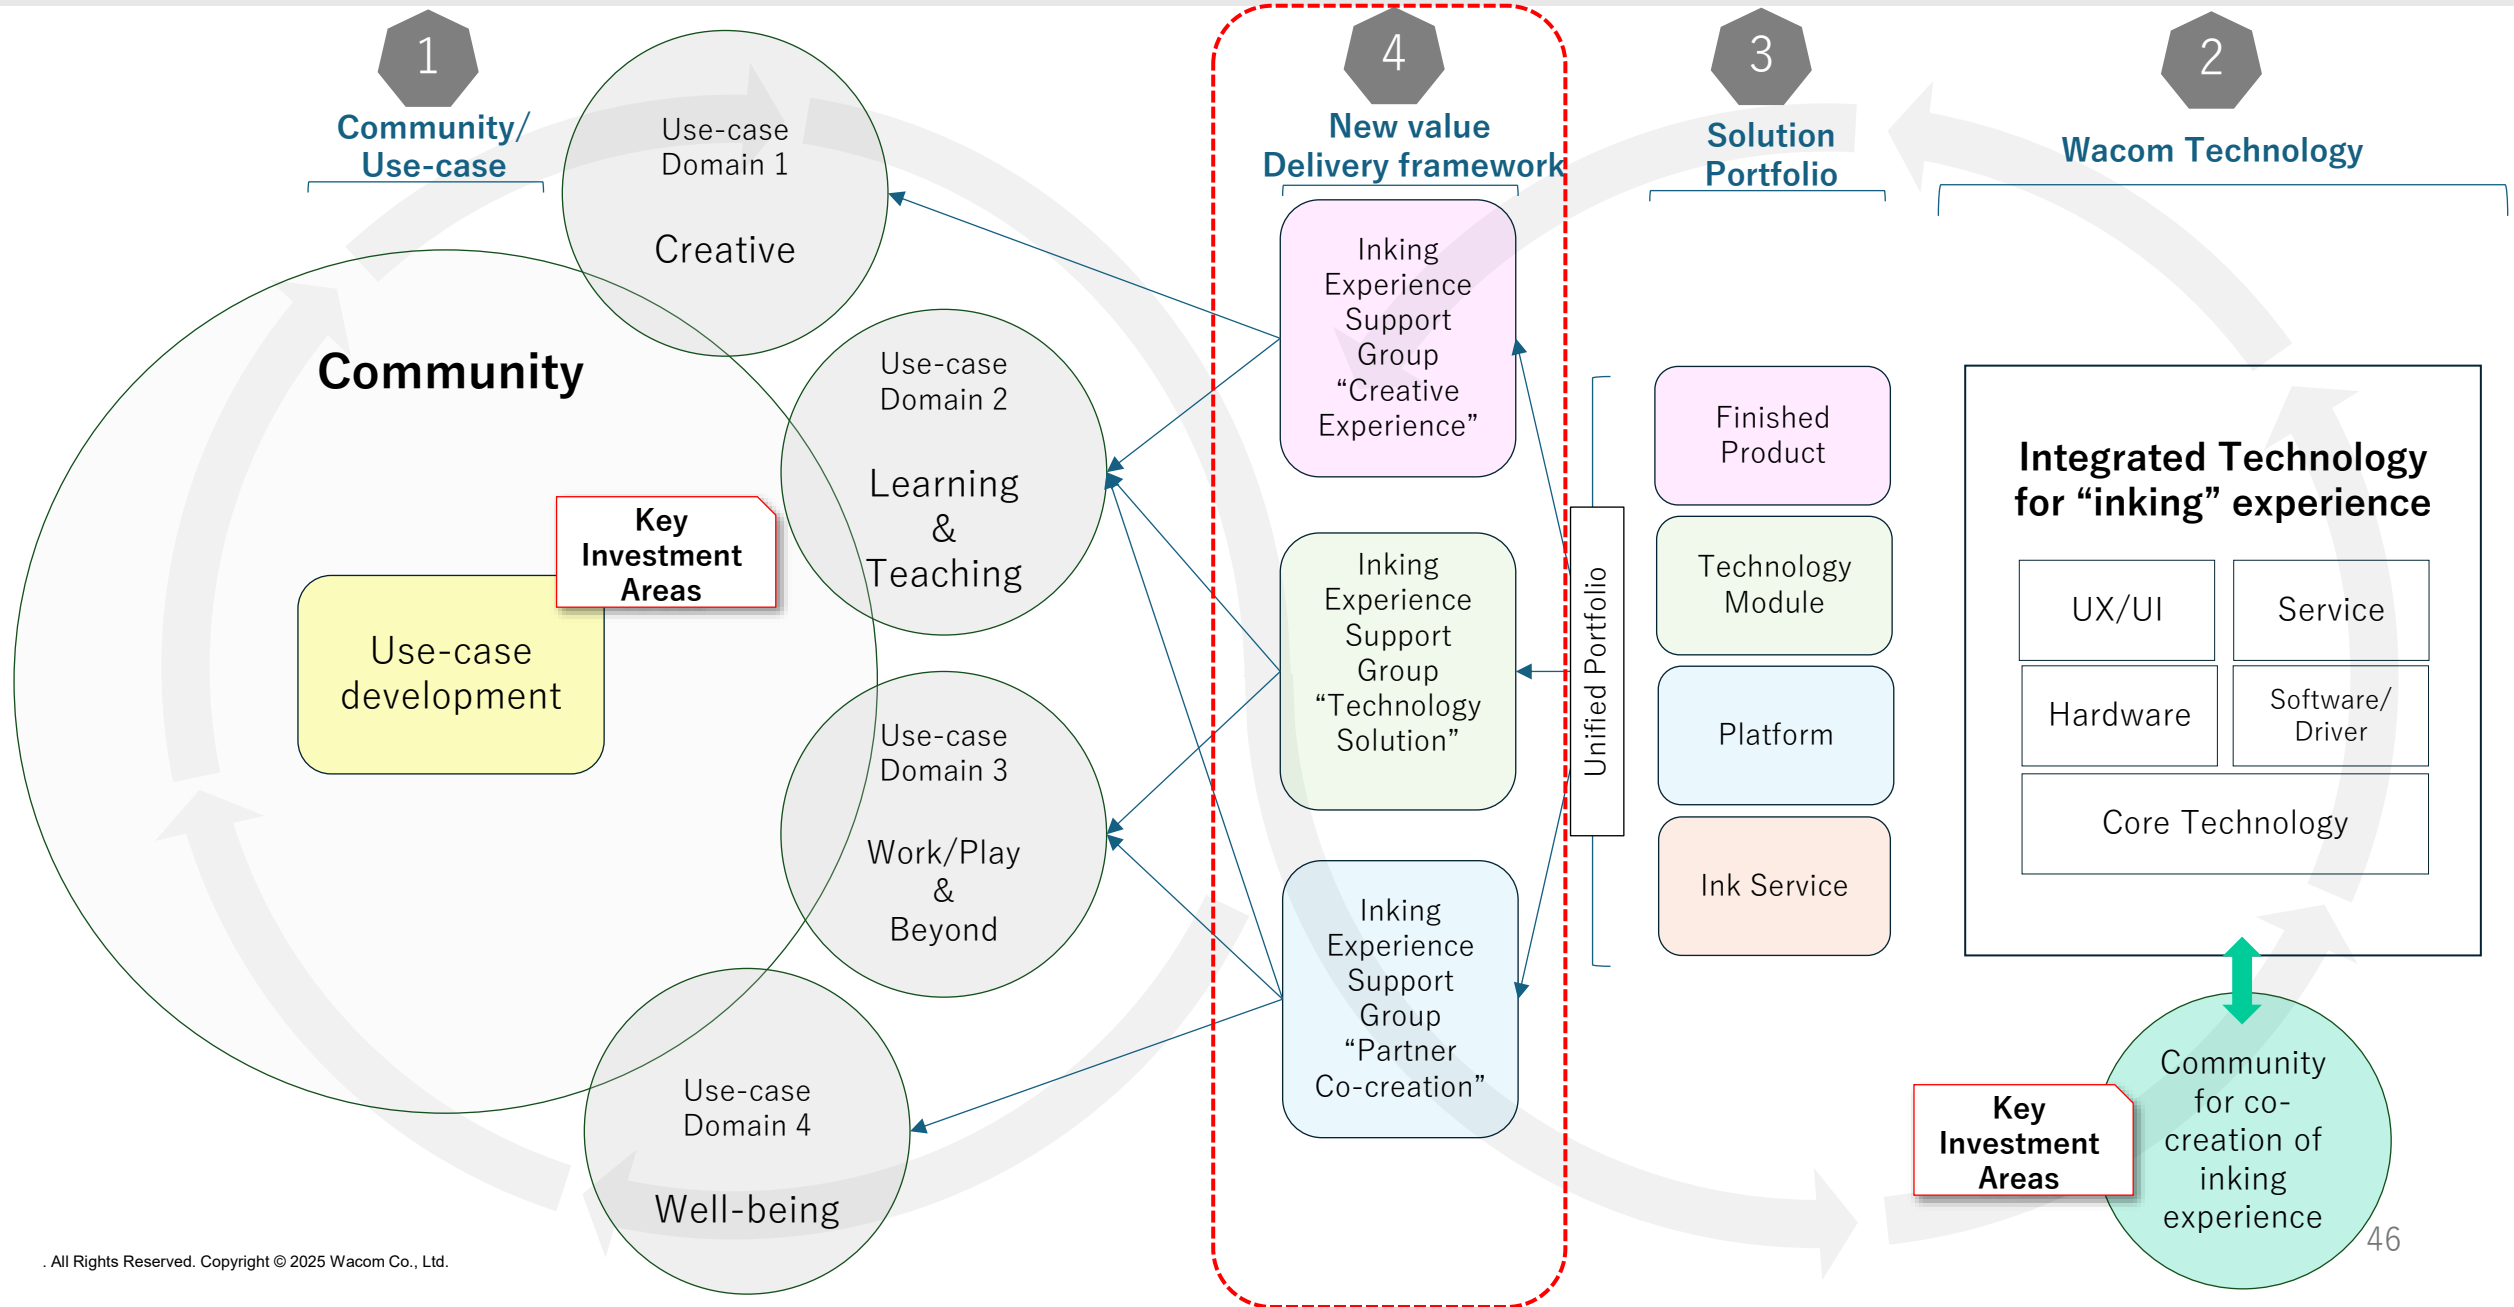 1
Community/
Use-case
Use-case
Domain 1
Creative
Community
Use-case
Domain 2
Learning
&
Teaching
Key
Investment
Areas
Use-case
development
Use-case
Domain 3
Work/Play
&
Beyond
Use-case
Domain 4
Well-being
4
New value
Delivery framework
Inking
Experience
Support
Group
“Creative
Experience”
Inking
Experience
Support
Group
“Technology
Solution”
Inking
Experience
Support
Group
“Partner
Co-creation”
Unified Portfolio
3
Solution
Portfolio
Finished
Product
Technology
Module
Platform
Ink Service
2
Wacom Technology
Integrated Technology
for “inking” experience
UX/UI
Service
Hardware
Software/
Driver
Core Technology
Key
Investment
Areas
Community
for co-
creation of
inking
experience
46
. All Rights Reserved. Copyright © 2025 Wacom Co., Ltd.